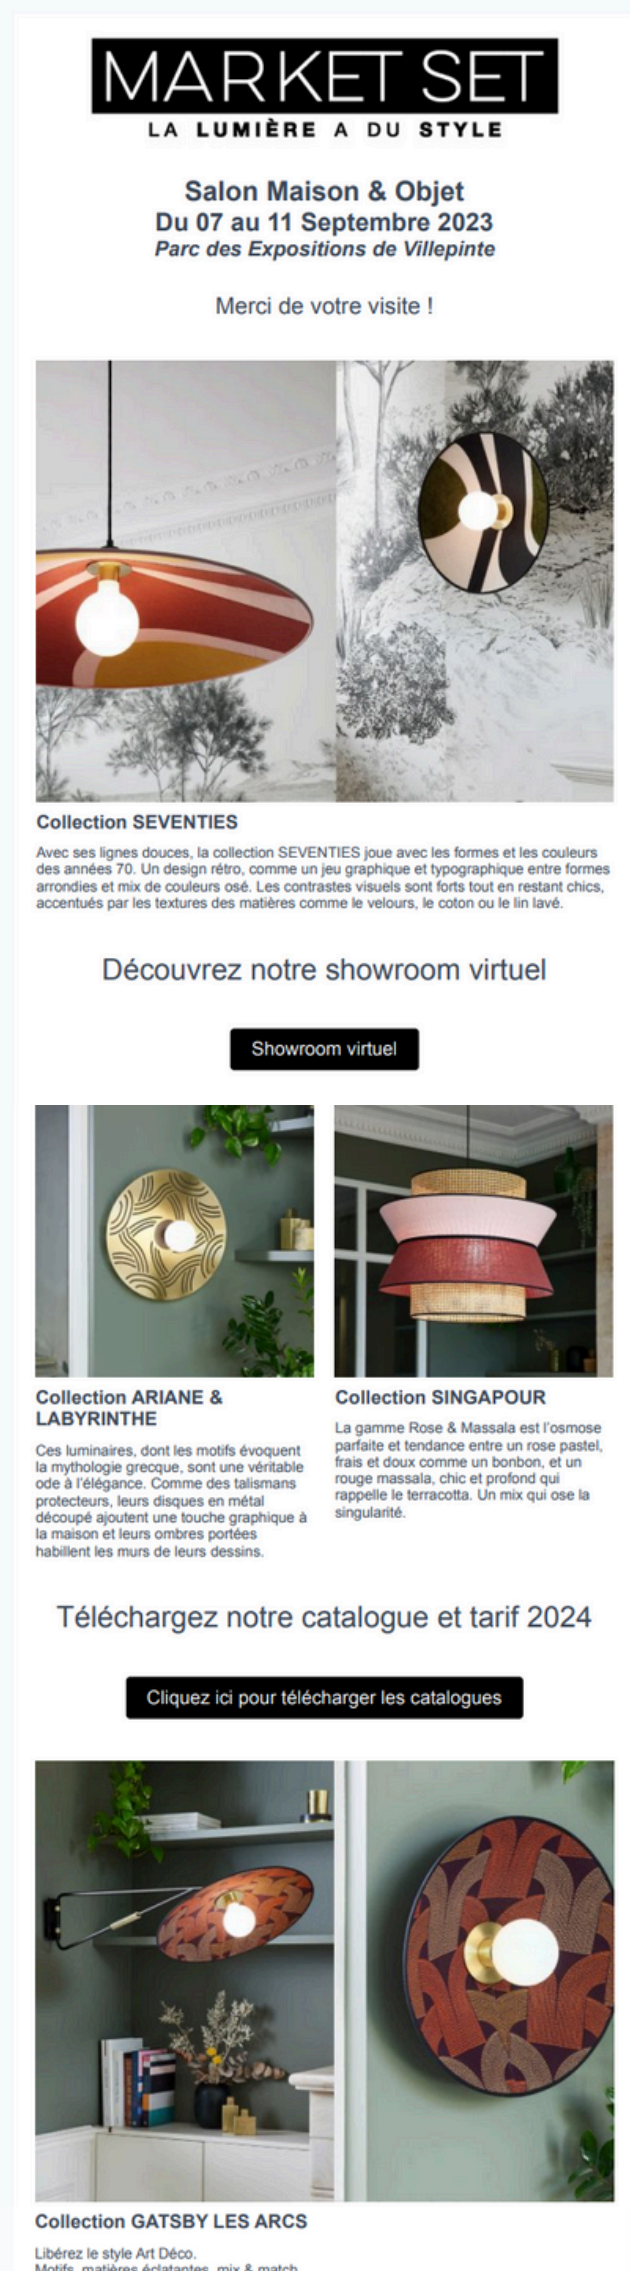 MARKET SET
LA LUMIÈRE A DU STYLE
Salon Maison & Objet
Du 07 au 11 Septembre 2023
Parc des Expositions de Villepinte
Merci de votre visite !
Collection SEVENTIES
Avec ses lignes douces, la collection SEVENTIES joue avec les formes et les couleurs
des années 70. Un design rétro, comme un jeu graphique et typographique entre formes
arrondies et mix de couleurs osé. Les contrastes visuels sont forts tout en restant chics,
accentués par les textures des matières comme le velours, le coton ou le lin lavé.
Découvrez notre showroom virtuel
Showroom virtuel
Collection ARIANE &
LABYRINTHE
Ces luminaires, dont les motifs évoquent
la mythologie grecque, sont une véritable
ode à l'élégance. Comme des talismans
protecteurs, leurs disques en métal
découpé ajoutent une touche graphique à
la maison et leurs ombres portées
habillent les murs de leurs dessins.
Collection SINGAPOUR
La gamme Rose & Massala est l'osmose
parfaite et tendance entre un rose pastel,
frais et doux comme un bonbon, et un
rouge massala, chic et profond qui
rappelle le terracotta. Un mix qui ose la
singularité.
Téléchargez notre catalogue et tarif 2024
Cliquez ici pour télécharger les catalogues
Collection GATSBY LES ARCS
Libérez le style Art Déco.
Motifs, matières éclatantes, mix & match